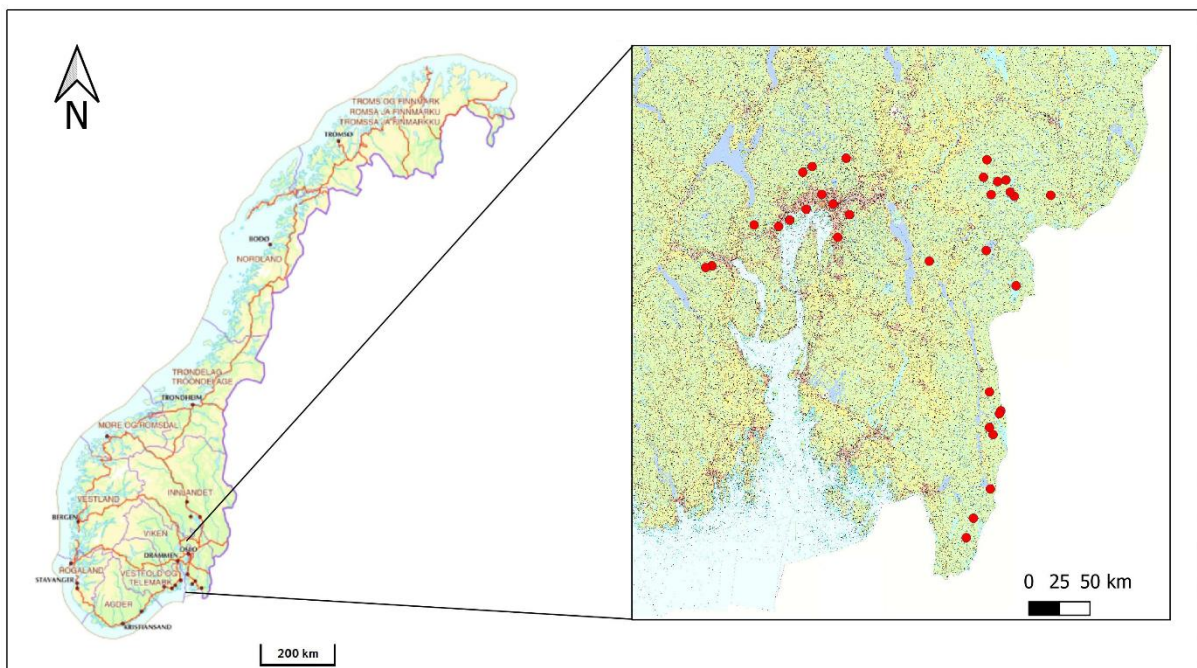 N
TROMS OG FINNMARK
ROMSA JA FINNMÁRKU
TROMSSA JA FINMARKKU
TROMSØ
BODØ
NORDLAND
TRØNDELAG
TRÖÖNDELAGE
TRONDHEIM
MØRE OG ROMSDAL
INNLANDET
VESTLAND
BERGEN
VIKEN
OSLO
DRAMMEN
ROGALAND
VESTFOLD OG
TELEMARK
STAVANGER
AGDER
KRISTIANSAND
200 km
0 25 50 km